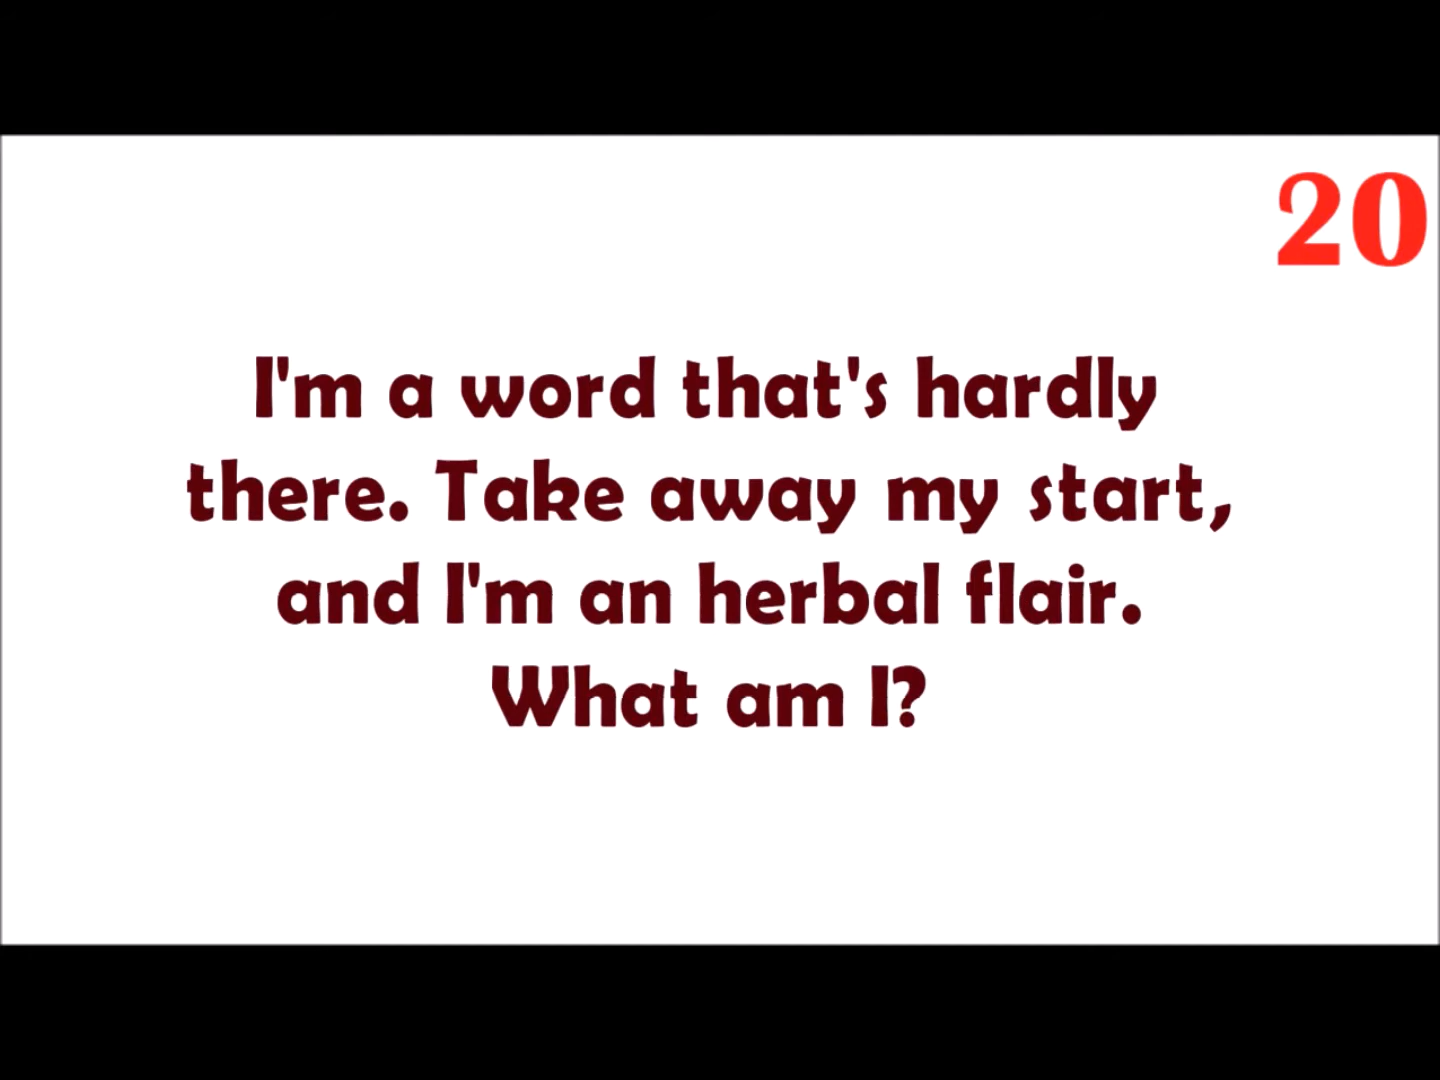 20
I'm a word that's hardly
there. Take away my start,
and I'm an herbal flair.
What am I?